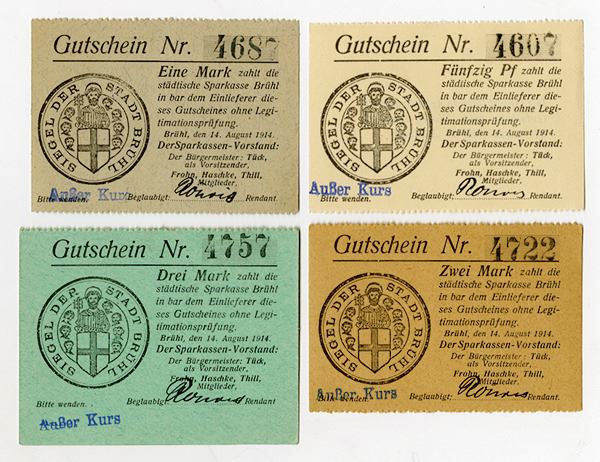 Gutschein Nr. 4687
Eine Mark zahlt die
städtische Sparkasse Brühl
in bar dem Einlieferer die-
ses Gutscheines ohne Legi-
timationsprüfung.
Brühl, den 14. August 1914.
Der Sparkassen-Vorstand:
Der Bürgermeister: Tück,
als Vorsitzender,
Frohn, Haschke, Thill,
Mitglieder.
Bitte wenden. Beglaubigt: Rendant.
SIEGEL DER STADT BRÜHL
Außer Kurs
Gutschein Nr. 4607
Fünfzig Pf zahlt die
städtische Sparkasse Brühl
in bar dem Einlieferer die-
ses Gutscheines ohne Legi-
timationsprüfung.
Brühl, den 14. August 1914.
Der Sparkassen-Vorstand:
Der Bürgermeister: Tück,
als Vorsitzender,
Frohn, Haschke, Thill,
Mitglieder.
Bitte wenden. Beglaubigt: Rendant.
SIEGEL DER STADT BRÜHL
Außer Kurs
Gutschein Nr. 4757
Drei Mark zahlt die
städtische Sparkasse Brühl
in bar dem Einlieferer die-
ses Gutscheines ohne Legi-
timationsprüfung.
Brühl, den 14. August 1914.
Der Sparkassen-Vorstand:
Der Bürgermeister: Tück,
als Vorsitzender,
Frohn, Haschke, Thill,
Mitglieder.
Bitte wenden. Beglaubigt: Rendant.
SIEGEL DER STADT BRÜHL
Außer Kurs
Gutschein Nr. 4722
Zwei Mark zahlt die
städtische Sparkasse Brühl
in bar dem Einlieferer die-
ses Gutscheines ohne Legi-
timationsprüfung.
Brühl, den 14. August 1914.
Der Sparkassen-Vorstand:
Der Bürgermeister: Tück,
als Vorsitzender,
Frohn, Haschke, Thill,
Mitglieder.
Bitte wenden. Beglaubigt: Rendant.
SIEGEL DER STADT BRÜHL
Außer Kurs